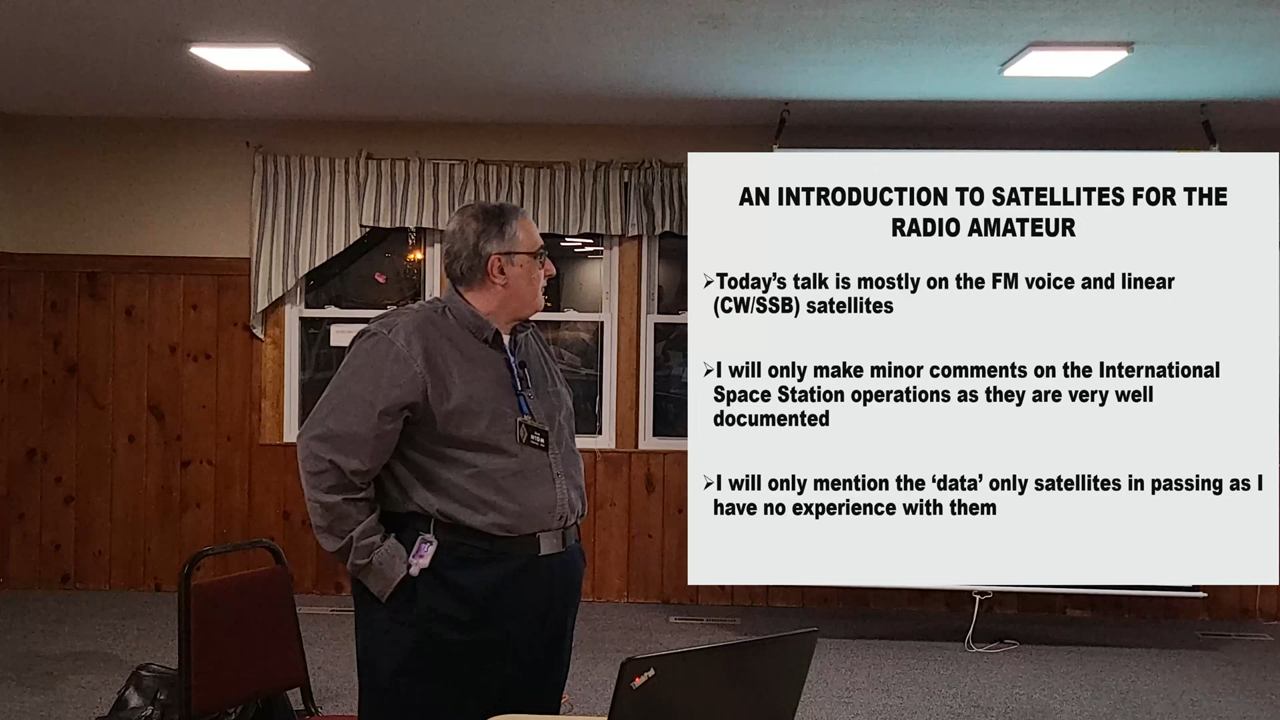 AN INTRODUCTION TO SATELLITES FOR THE
RADIO AMATEUR
➢Today's talk is mostly on the FM voice and linear
(CW/SSB) satellites
➢I will only make minor comments on the International
Space Station operations as they are very well
documented
➢I will only mention the ‘data’ only satellites in passing as I
have no experience with them
ThinkPad